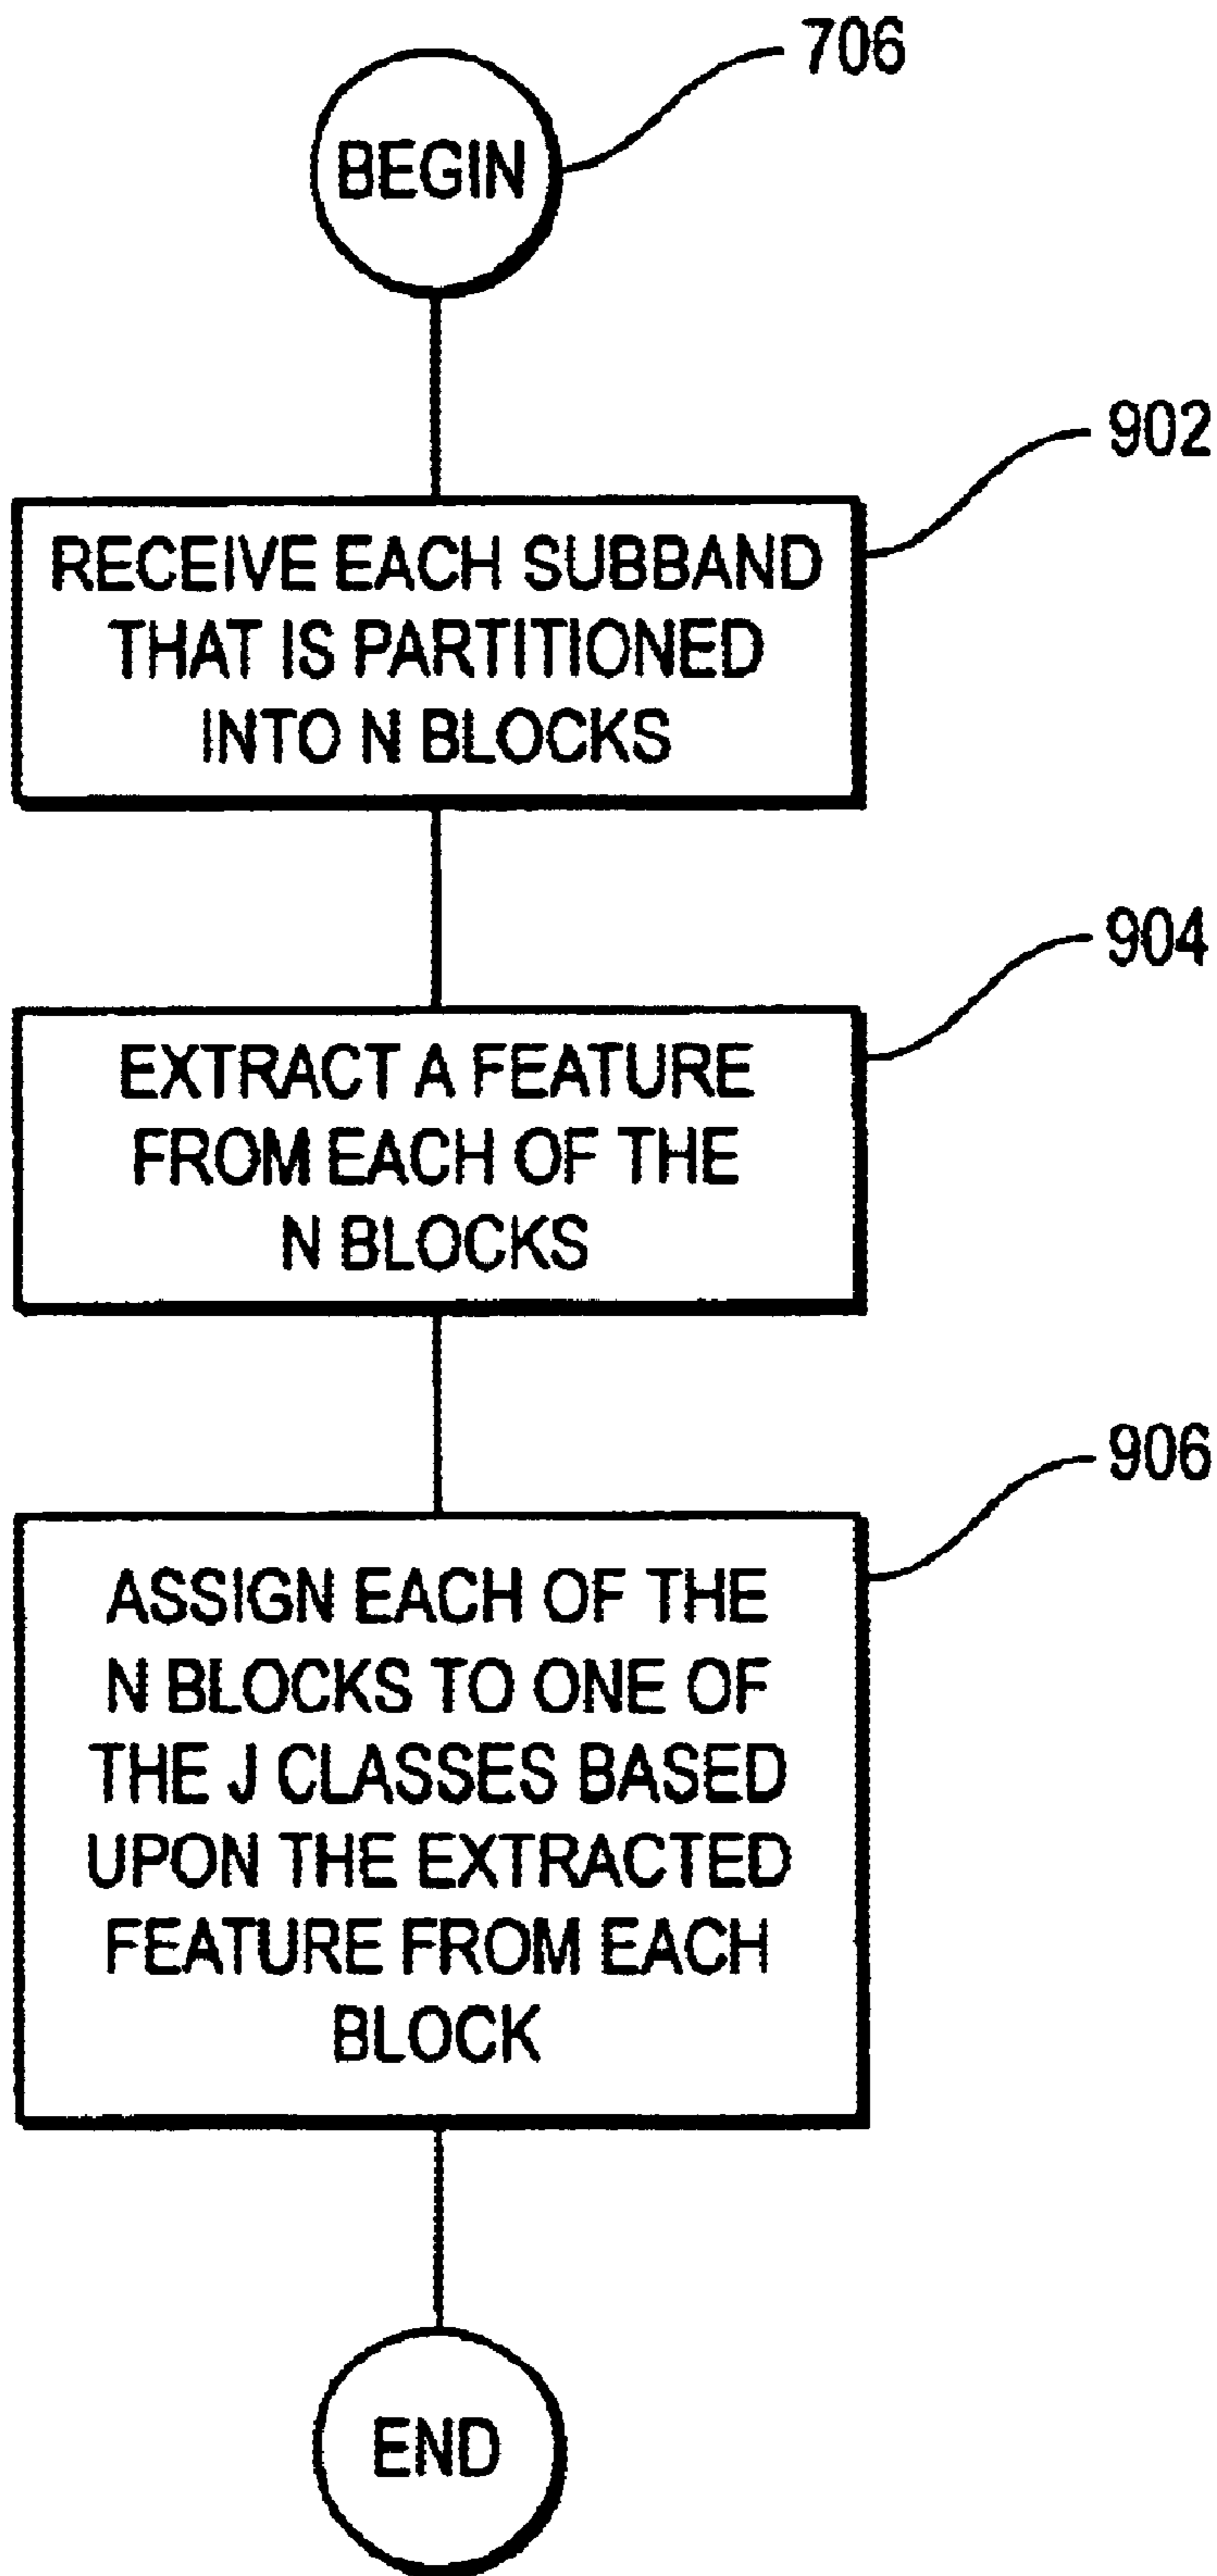 706
BEGIN
902
RECEIVE EACH SUBBAND
THAT IS PARTITIONED
INTO N BLOCKS
904
EXTRACT A FEATURE
FROM EACH OF THE
N BLOCKS
906
ASSIGN EACH OF THE
N BLOCKS TO ONE OF
THE J CLASSES BASED
UPON THE EXTRACTED
FEATURE FROM EACH
BLOCK
END